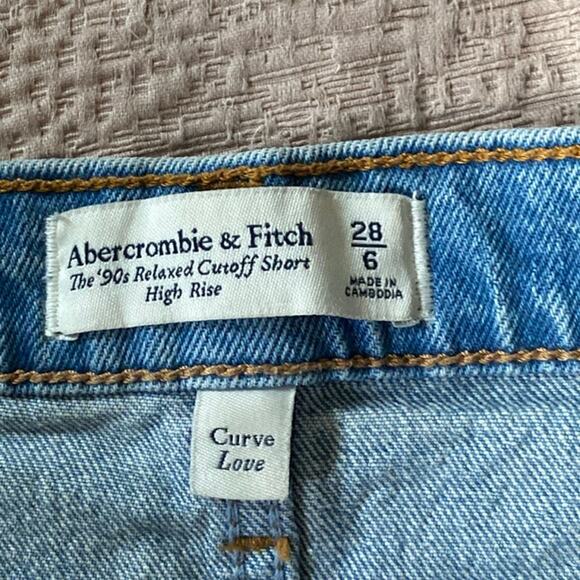 Abercrombie & Fitch
The '90s Relaxed Cutoff Short
High Rise
28
6
MADE IN
CAMBODIA
Curve
Love